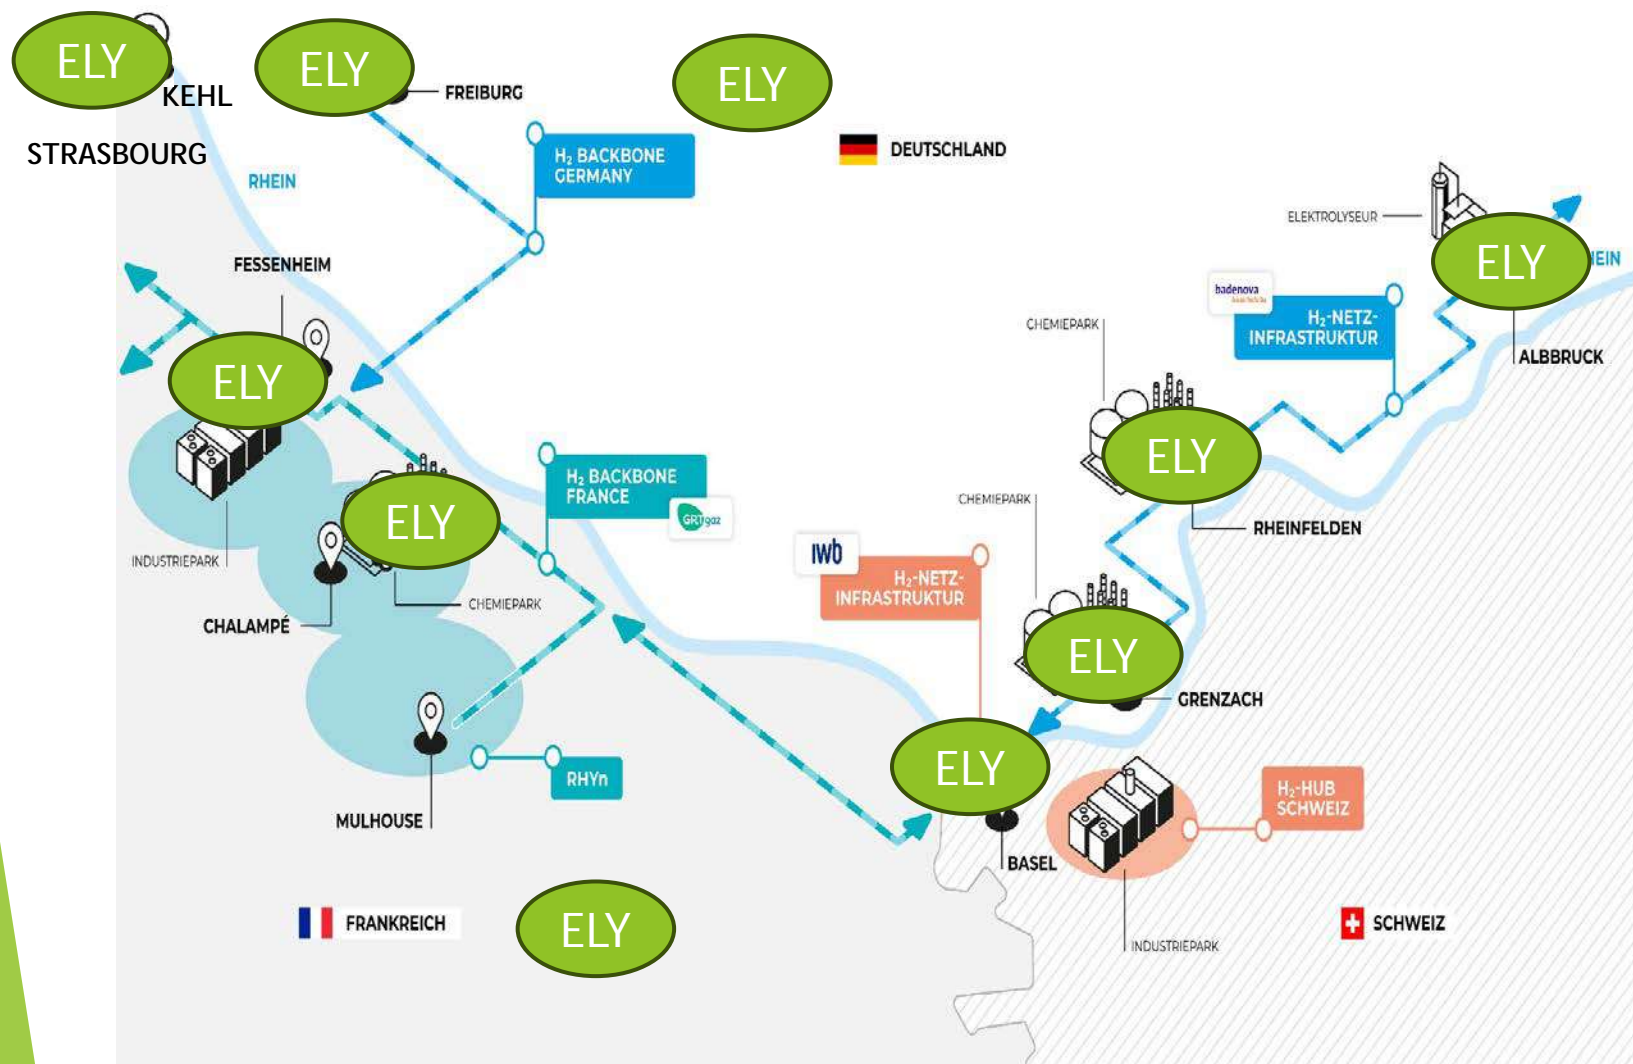 ELY
ELY
ELY
KEHL
FREIBURG
STRASBOURG
H₂ BACKBONE
GERMANY
DEUTSCHLAND
RHEIN
ELEKTROLYSEUR
ELY
HEIN
FESSENHEIM
badenova
H₂-NETZ-
INFRASTRUKTUR
CHEMIEPARK
ALBBRUCK
ELY
ELY
H₂ BACKBONE
FRANCE
GRTgaz
CHEMIEPARK
ELY
RHEINFELDEN
INDUSTRIEPARK
iwb
H₂-NETZ-
INFRASTRUKTUR
CHEMIEPARK
CHALAMPÉ
ELY
GRENZACH
ELY
RHYn
H₂-HUB
SCHWEIZ
MULHOUSE
BASEL
FRANKREICH
ELY
INDUSTRIEPARK
SCHWEIZ